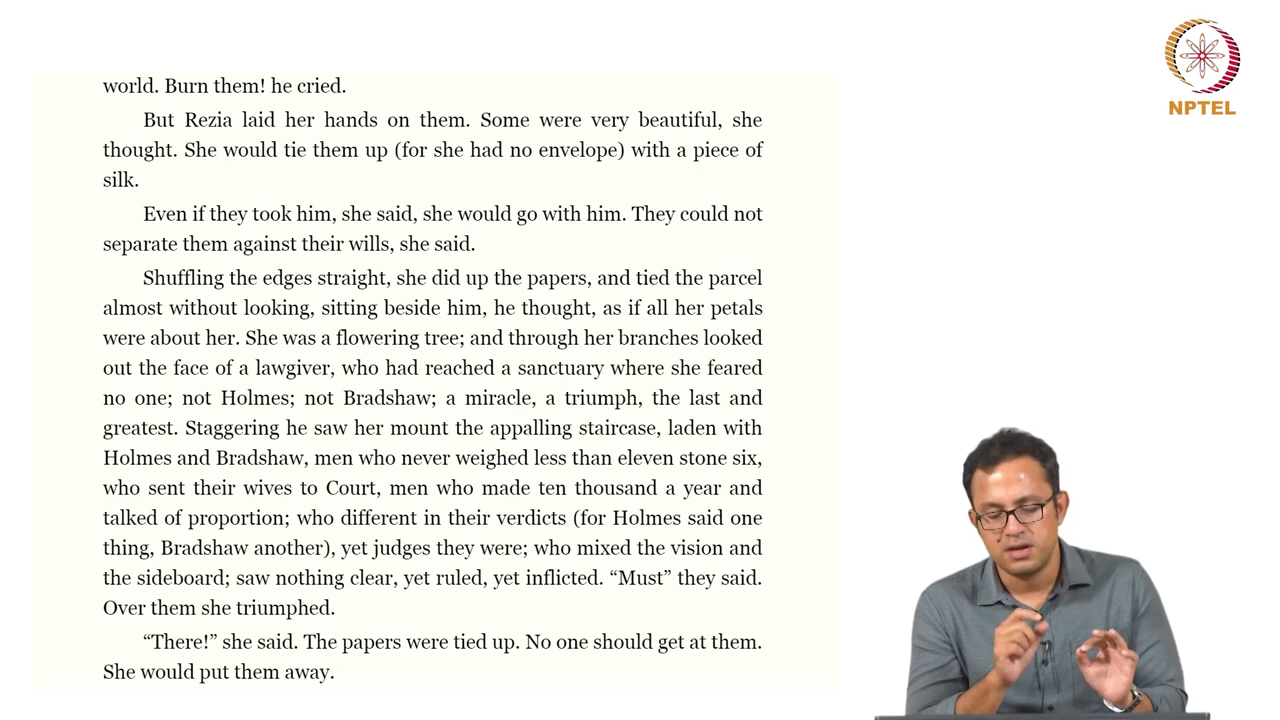 NPTEL
world. Burn them! he cried.
But Rezia laid her hands on them. Some were very beautiful, she
thought. She would tie them up (for she had no envelope) with a piece of
silk.
Even if they took him, she said, she would go with him. They could not
separate them against their wills, she said.
Shuffling the edges straight, she did up the papers, and tied the parcel
almost without looking, sitting beside him, he thought, as if all her petals
were about her. She was a flowering tree; and through her branches looked
out the face of a lawgiver, who had reached a sanctuary where she feared
no one; not Holmes; not Bradshaw; a miracle, a triumph, the last and
greatest. Staggering he saw her mount the appalling staircase, laden with
Holmes and Bradshaw, men who never weighed less than eleven stone six,
who sent their wives to Court, men who made ten thousand a year and
talked of proportion; who different in their verdicts (for Holmes said one
thing, Bradshaw another), yet judges they were; who mixed the vision and
the sideboard; saw nothing clear, yet ruled, yet inflicted. “Must” they said.
Over them she triumphed.
“There!” she said. The papers were tied up. No one should get at them.
She would put them away.